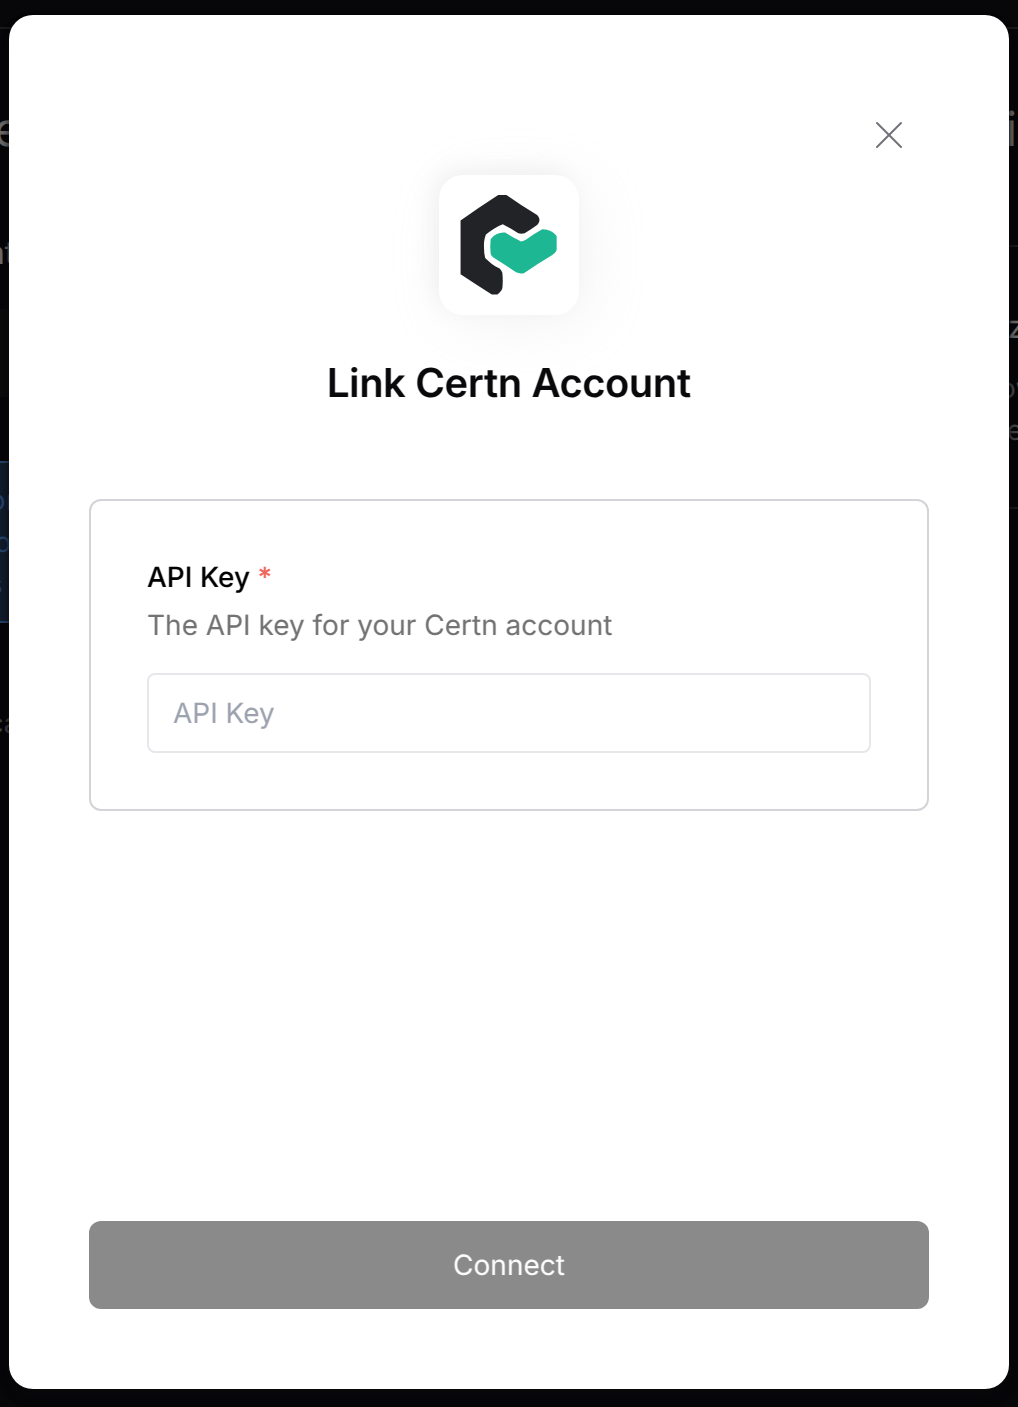 Link Certn Account
API Key *
The API key for your Certn account
API Key
Connect